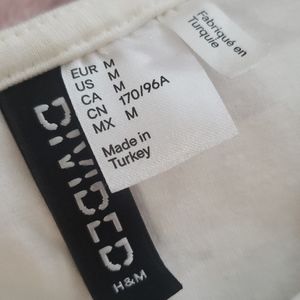 Fabriqué en
Turquie
EUR M
US M
CA M
CN 170/96A
MX M
Made in
Turkey
DIVIDED
H&M